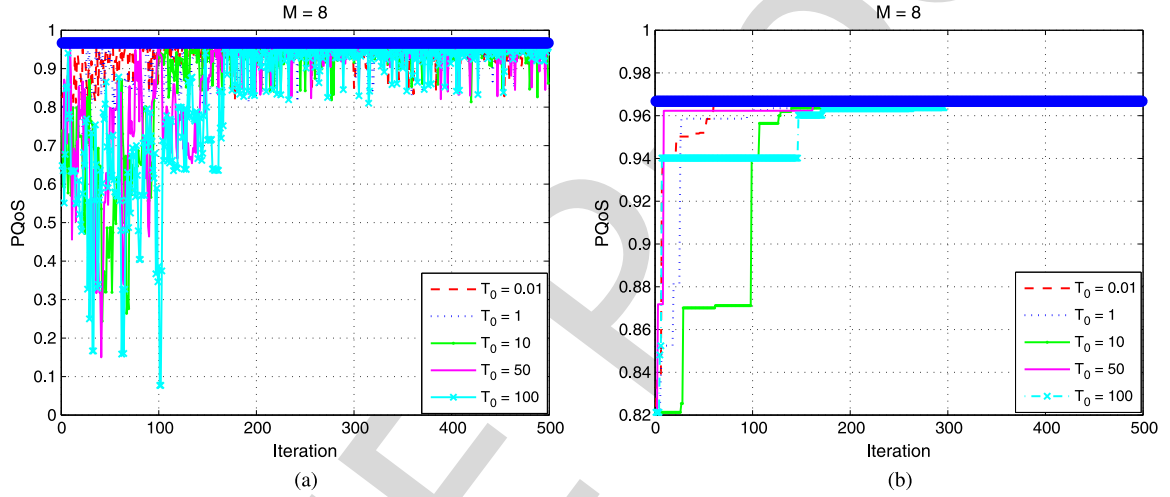 M = 8
1
0.9
0.8
0.7
0.6
0.5
0.4
0.3
0.2
0.1
0
PQoS
0 100 200 300 400 500
Iteration
T0 = 0.01
T0 = 1
T0 = 10
T0 = 50
T0 = 100
(a)
M = 8
1
0.98
0.96
0.94
0.92
0.9
0.88
0.86
0.84
0.82
PQoS
0 100 200 300 400 500
Iteration
T0 = 0.01
T0 = 1
T0 = 10
T0 = 50
T0 = 100
(b)